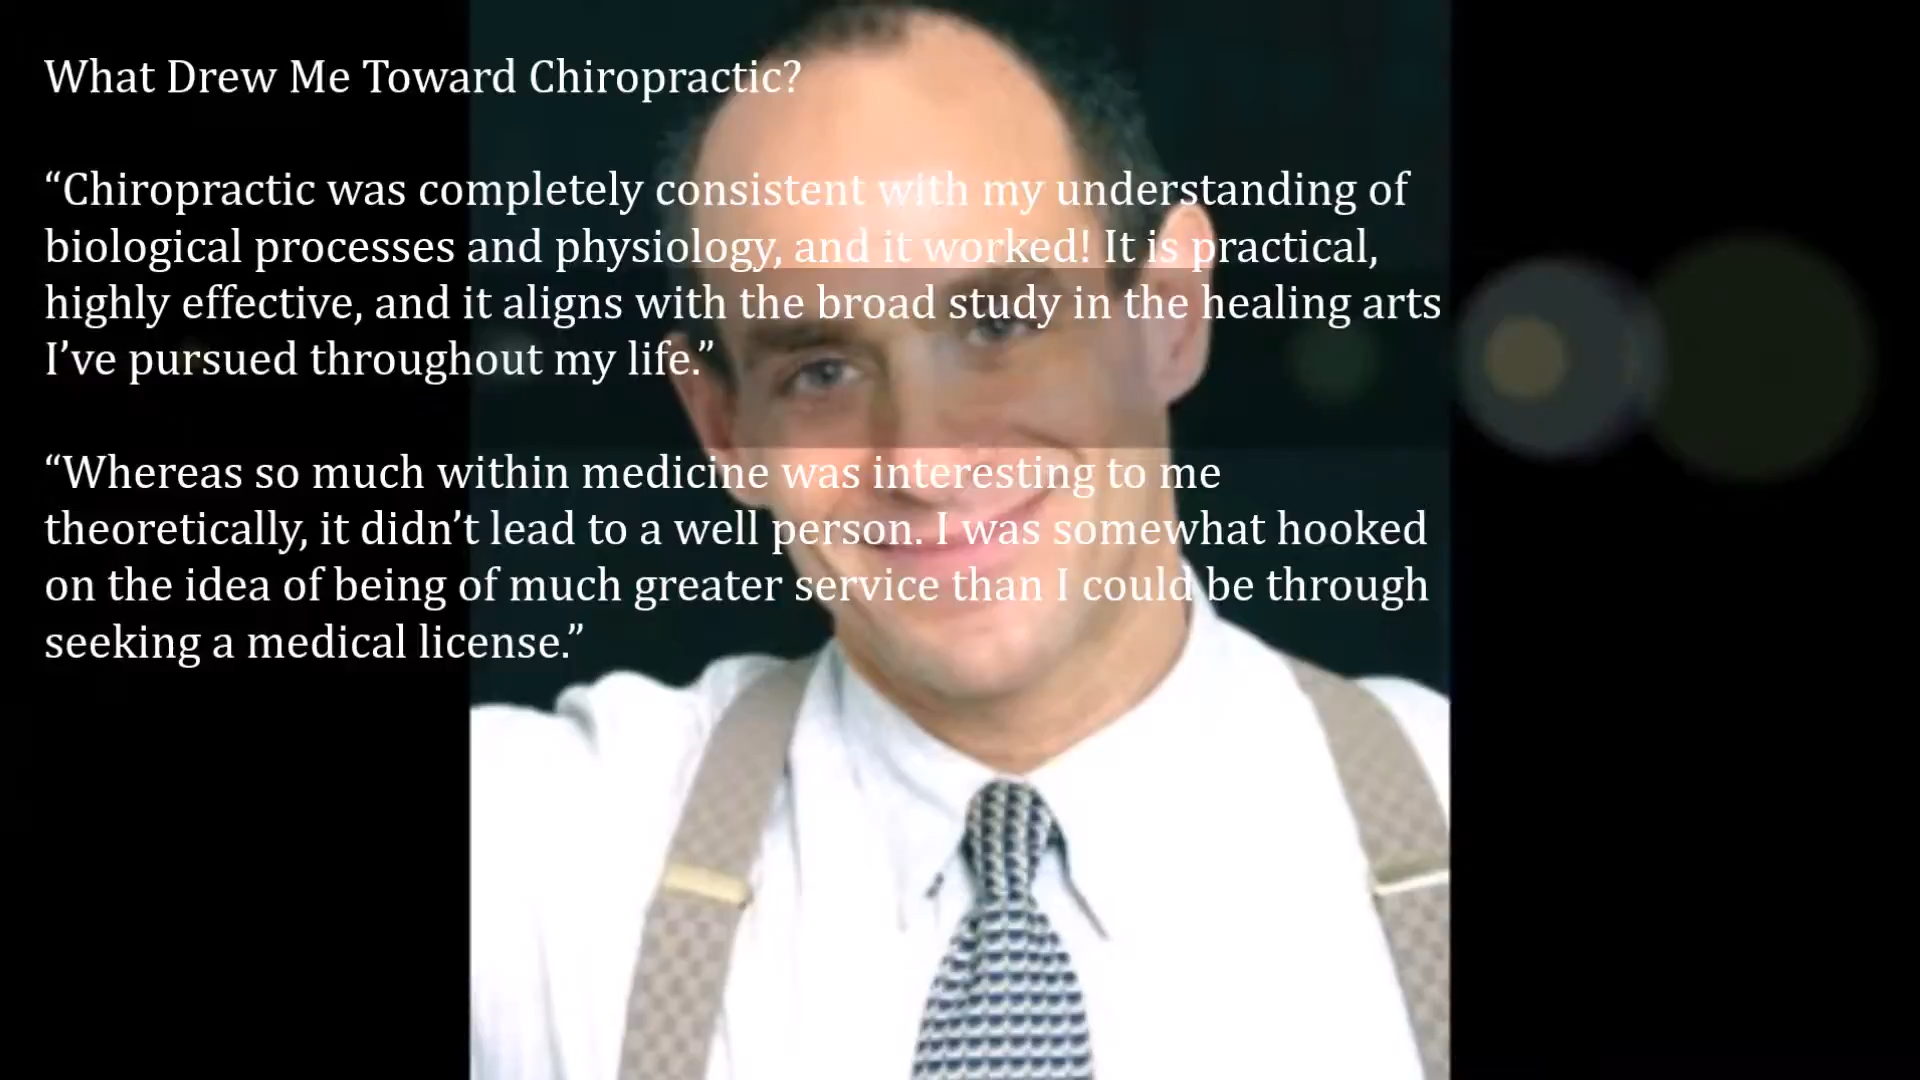 What Drew Me Toward Chiropractic?
“Chiropractic was completely consistent with my understanding of
biological processes and physiology, and it worked! It is practical,
highly effective, and it aligns with the broad study in the healing arts
I’ve pursued throughout my life.”
“Whereas so much within medicine was interesting to me
theoretically, it didn’t lead to a well person. I was somewhat hooked
on the idea of being of much greater service than I could be through
seeking a medical license.”